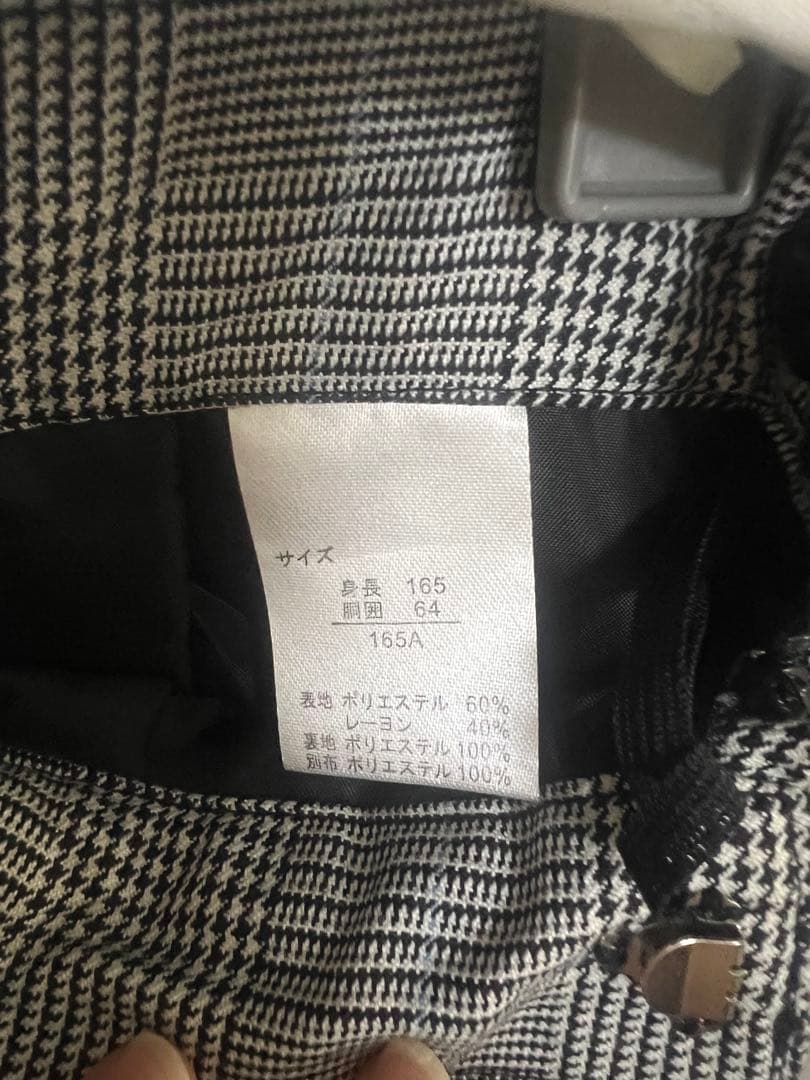 サイズ
身長 165
胴囲 64
165A
表地 ポリエステル 60%
レーヨン 40%
裏地 ポリエステル 100%
別布 ポリエステル 100%